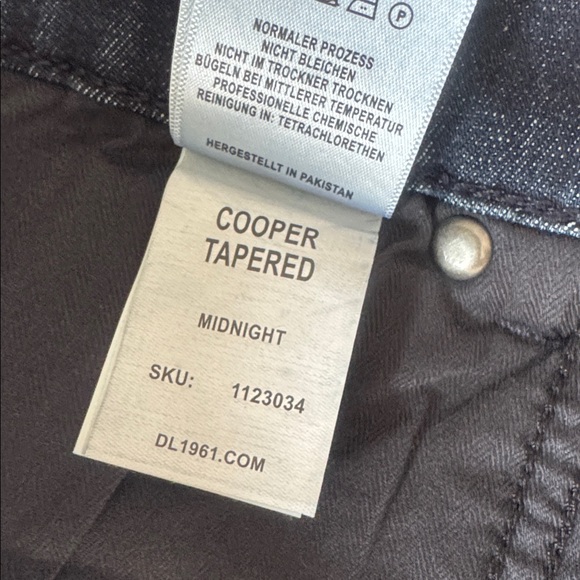 P
NORMALER PROZESS
NICHT BLEICHEN
NICHT IM TROCKNER TROCKNEN
BÜGELN BEI MITTLERER TEMPERATUR
PROFESSIONELLE CHEMISCHE
REINIGUNG IN: TETRACHLORETHEN
HERGESTELLT IN PAKISTAN
COOPER
TAPERED
MIDNIGHT
SKU: 1123034
DL1961.COM